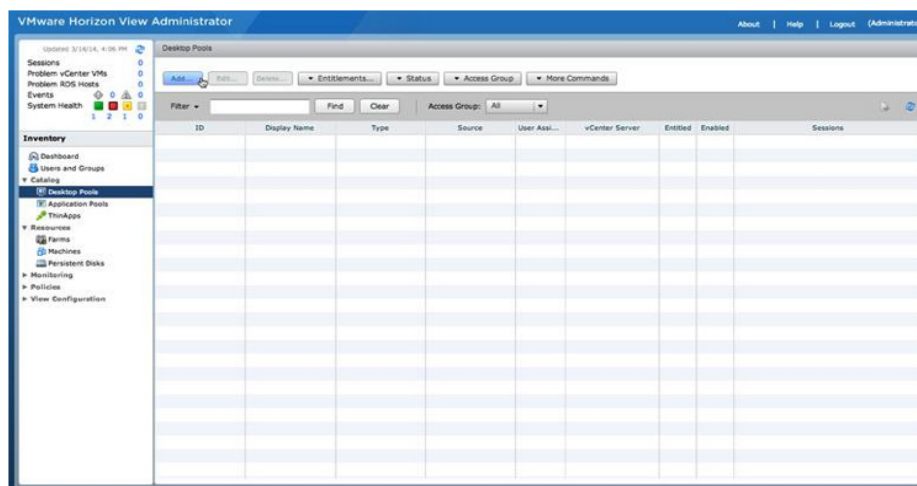 VMware Horizon View Administrator
About | Help | Logout (Administrato
Updated 3/14/14, 4:06 PM
Sessions 0
Problem vCenter VMs 0
Problem RDS Hosts 0
Events 0 0
System Health
1 2 1 0
Inventory
Dashboard
Users and Groups
Catalog
Desktop Pools
Application Pools
ThinApps
Resources
Farms
Machines
Persistent Disks
Monitoring
Policies
View Configuration
Desktop Pools
Add... Edit... Delete... Entitlements... Status Access Group More Commands
Filter Find Clear Access Group: All
ID Display Name Type Source User Assi... vCenter Server Entitled Enabled Sessions